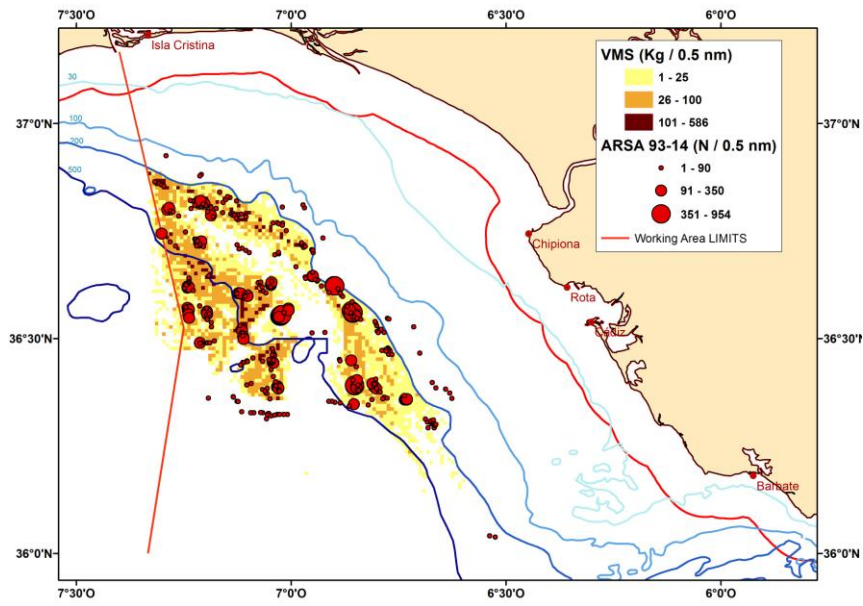 7°30'O 7°0'O 6°30'O 6°0'O
Isla Cristina
VMS (Kg / 0.5 nm)
1 - 25
26 - 100
101 - 586
ARSA 93-14 (N / 0.5 nm)
1 - 90
91 - 350
351 - 954
Working Area LIMITS
30
37°0'N 37°0'N
100
200
500
Chipiona
Rota
Cádiz
36°30'N 36°30'N
Barbate
36°0'N 36°0'N
7°30'O 7°0'O 6°30'O 6°0'O